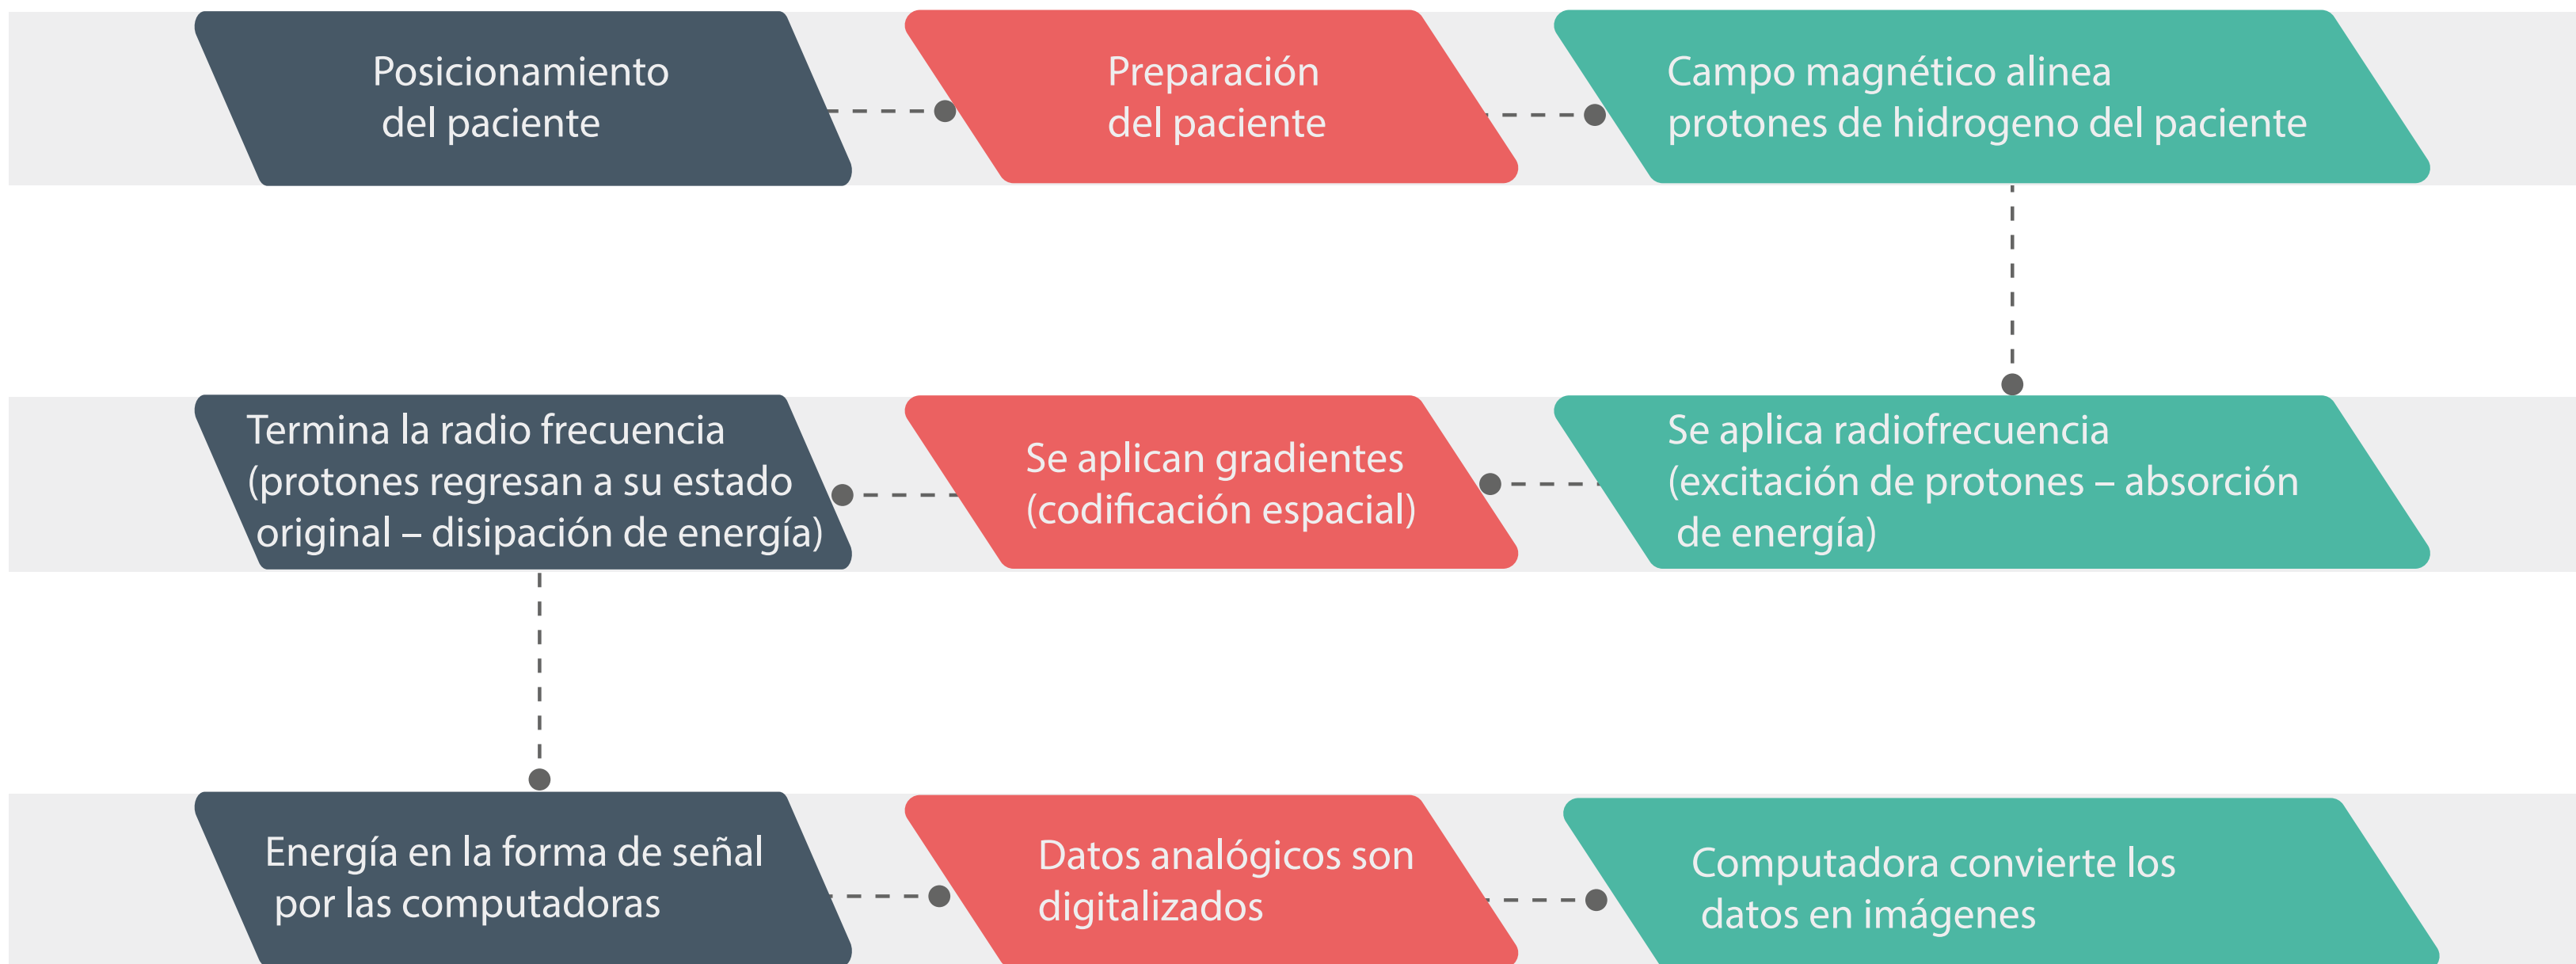 Posicionamiento
del paciente
Preparación
del paciente
Campo magnético alinea
protones de hidrogeno del paciente
Se aplica radiofrecuencia
(excitación de protones – absorción
de energía)
Se aplican gradientes
(codificación espacial)
Termina la radio frecuencia
(protones regresan a su estado
original – disipación de energía)
Energía en la forma de señal
por las computadoras
Datos analógicos son
digitalizados
Computadora convierte los
datos en imágenes